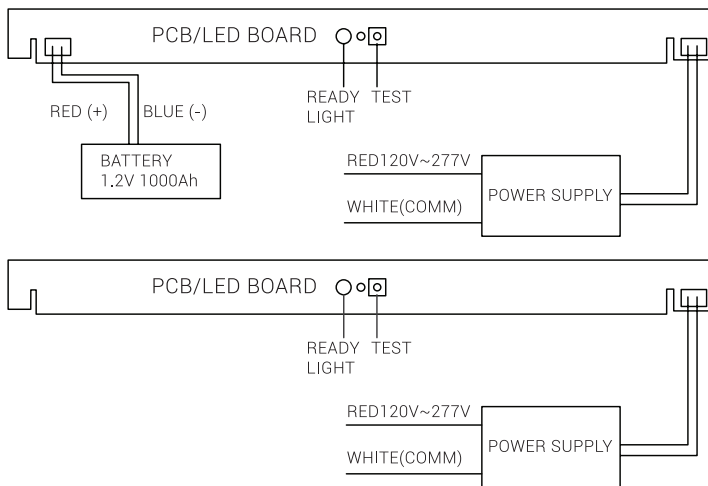 PCB/LED BOARD
READY TEST
LIGHT
RED (+) BLUE (-)
BATTERY
1.2V 1000Ah
RED120V~277V
WHITE(COMM)
POWER SUPPLY
PCB/LED BOARD
READY TEST
LIGHT
RED120V~277V
WHITE(COMM)
POWER SUPPLY